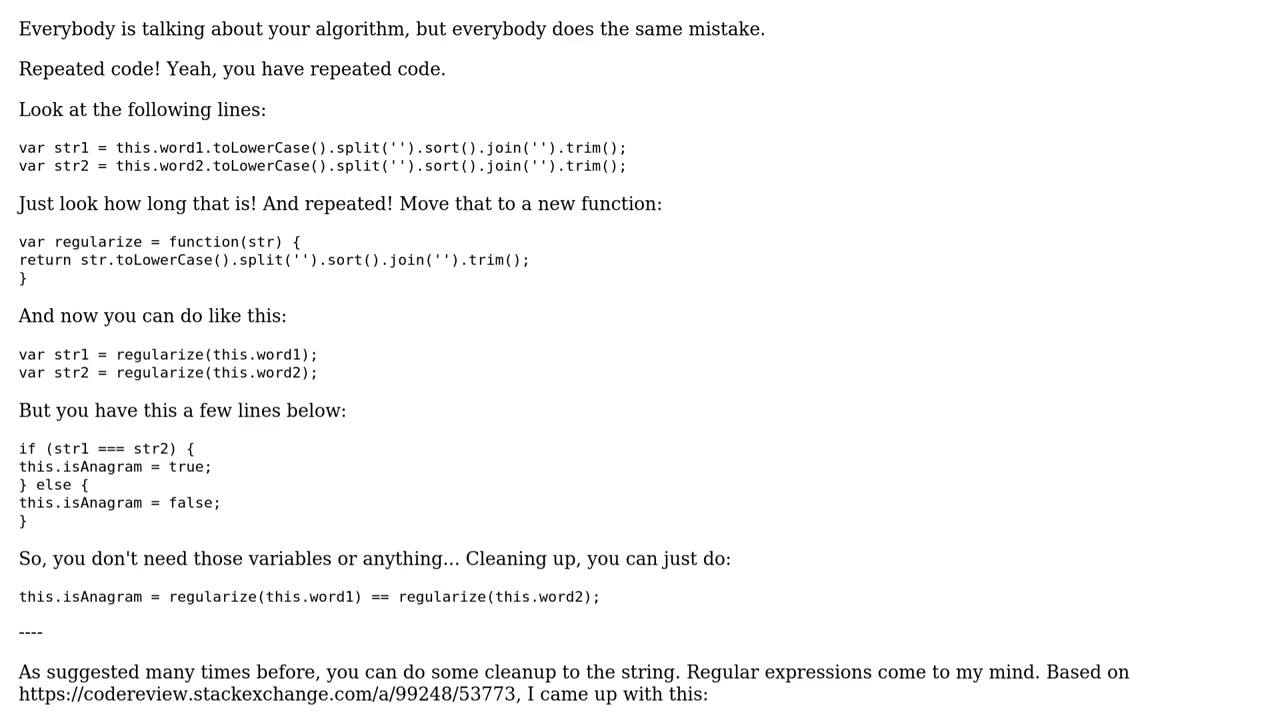 Everybody is talking about your algorithm, but everybody does the same mistake.
Repeated code! Yeah, you have repeated code.
Look at the following lines:
var str1 = this.word1.toLowerCase().split('').sort().join('').trim();
var str2 = this.word2.toLowerCase().split('').sort().join('').trim();
Just look how long that is! And repeated! Move that to a new function:
var regularize = function(str) {
return str.toLowerCase().split('').sort().join('').trim();
}
And now you can do like this:
var str1 = regularize(this.word1);
var str2 = regularize(this.word2);
But you have this a few lines below:
if (str1 === str2) {
this.isAnagram = true;
} else {
this.isAnagram = false;
}
So, you don't need those variables or anything... Cleaning up, you can just do:
this.isAnagram = regularize(this.word1) == regularize(this.word2);
----
As suggested many times before, you can do some cleanup to the string. Regular expressions come to my mind. Based on
https://codereview.stackexchange.com/a/99248/53773, I came up with this: